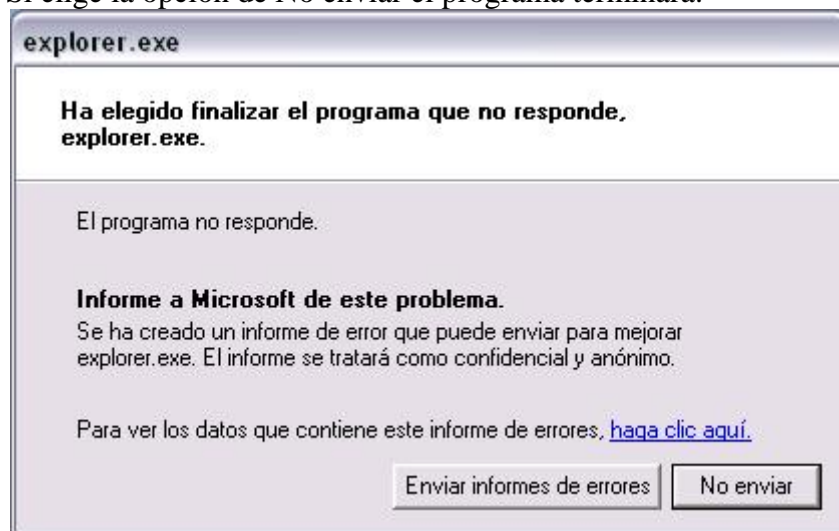 Si elige la opción de No enviar el programa terminará.
explorer.exe
Ha elegido finalizar el programa que no responde,
explorer.exe.
El programa no responde.
Informe a Microsoft de este problema.
Se ha creado un informe de error que puede enviar para mejorar
explorer.exe. El informe se tratará como confidencial y anónimo.
Para ver los datos que contiene este informe de errores, haga clic aquí.
Enviar informes de errores
No enviar